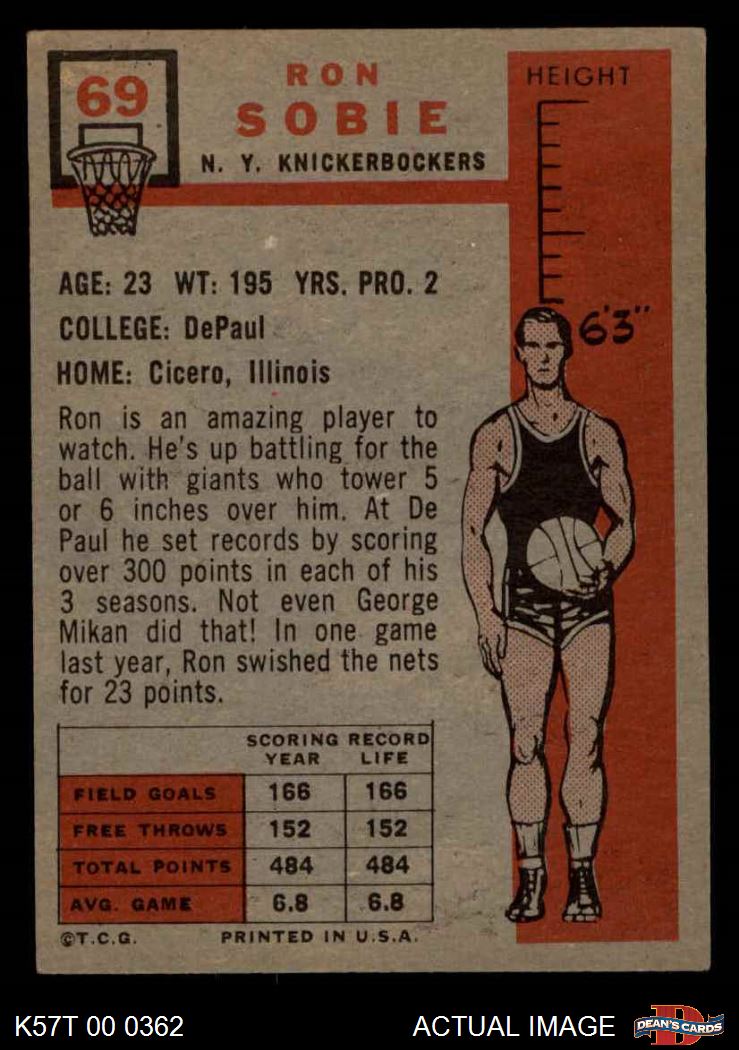 69
RON
SOBIE
N. Y. KNICKERBOCKERS
HEIGHT
6'3"
AGE: 23 WT: 195 YRS. PRO. 2
COLLEGE: DePaul
HOME: Cicero, Illinois
Ron is an amazing player to
watch. He's up battling for the
ball with giants who tower 5
or 6 inches over him. At De
Paul he set records by scoring
over 300 points in each of his
3 seasons. Not even George
Mikan did that! In one game
last year, Ron swished the nets
for 23 points.
SCORING RECORD
YEAR LIFE
FIELD GOALS 166 166
FREE THROWS 152 152
TOTAL POINTS 484 484
AVG. GAME 6.8 6.8
©T.C.G. PRINTED IN U.S.A.
K57T 00 0362 ACTUAL IMAGE DEAN'S CARDS